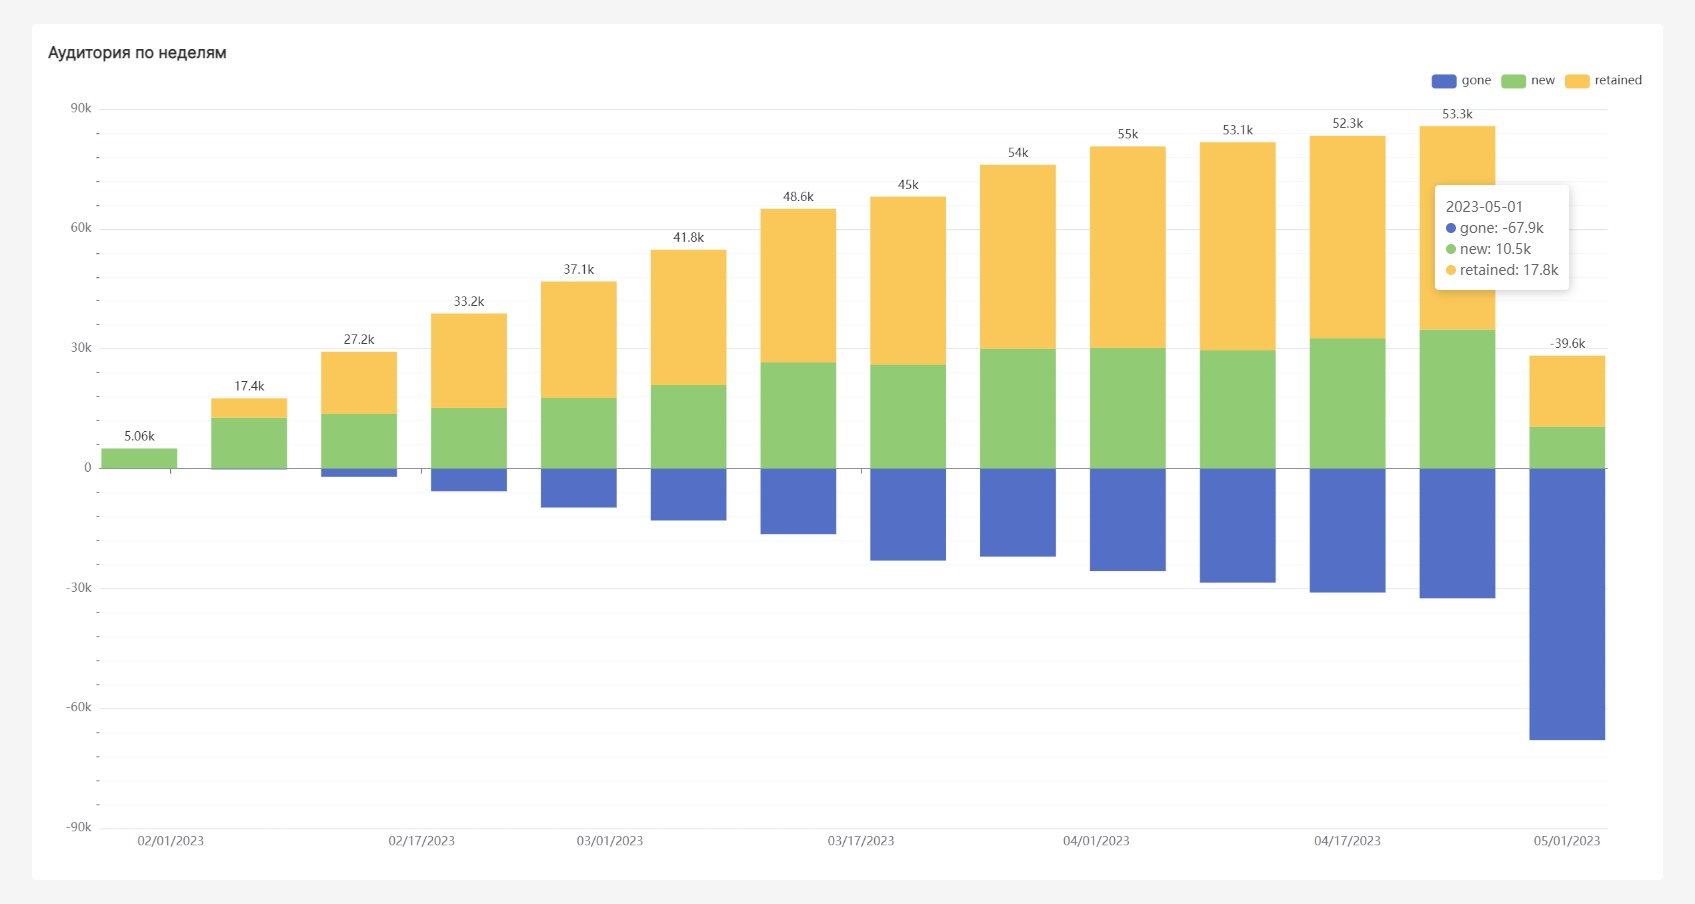 Аудитория по неделям
gone new retained
90k
60k
30k
0
-30k
-60k
-90k
5.06k
17.4k
27.2k
33.2k
37.1k
41.8k
48.6k
45k
54k
55k
53.1k
52.3k
53.3k
-39.6k
2023-05-01
gone: -67.9k
new: 10.5k
retained: 17.8k
02/01/2023 02/17/2023 03/01/2023 03/17/2023 04/01/2023 04/17/2023 05/01/2023